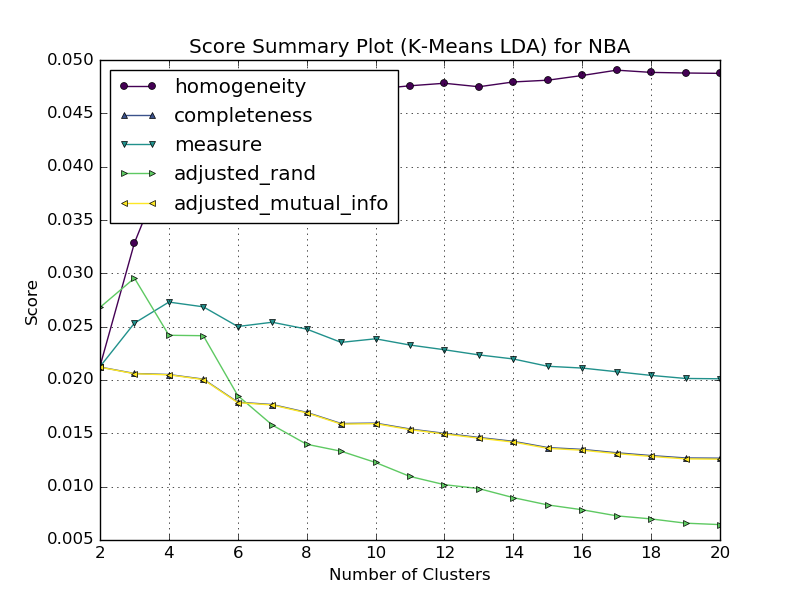 Score Summary Plot (K-Means LDA) for NBA
0.050
0.045
0.040
0.035
0.030
0.025
0.020
0.015
0.010
0.005
Score
homogeneity
completeness
measure
adjusted_rand
adjusted_mutual_info
2 4 6 8 10 12 14 16 18 20
Number of Clusters